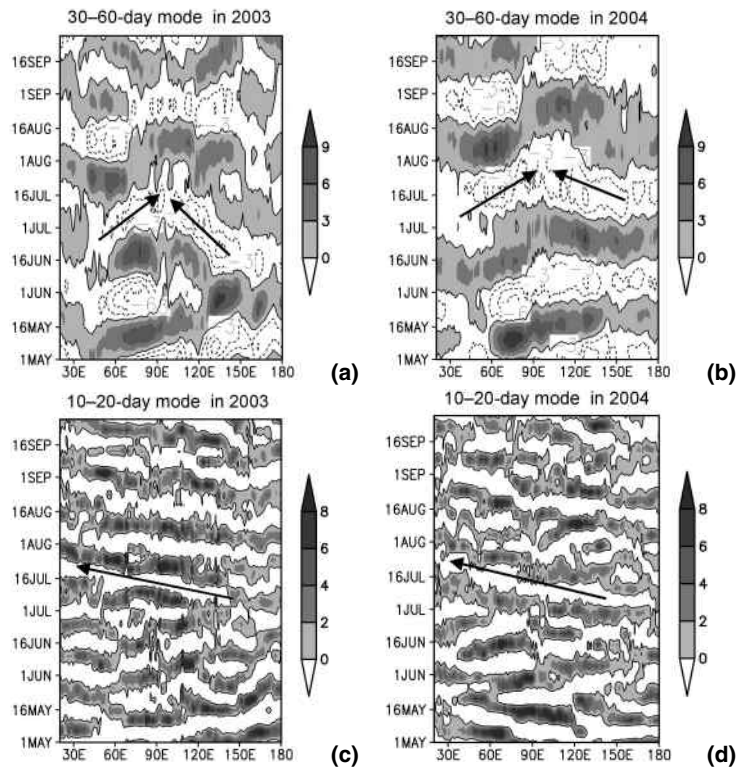 30–60-day mode in 2003
16SEP
1SEP
16AUG
1AUG
16JUL
1JUL
16JUN
1JUN
16MAY
1MAY
30E 60E 90E 120E 150E 180
9
6
3
0
(a)
30–60-day mode in 2004
16SEP
1SEP
16AUG
1AUG
16JUL
1JUL
16JUN
1JUN
16MAY
1MAY
30E 60E 90E 120E 150E 180
9
6
3
0
(b)
10–20-day mode in 2003
16SEP
1SEP
16AUG
1AUG
16JUL
1JUL
16JUN
1JUN
16MAY
1MAY
30E 60E 90E 120E 150E 180
8
6
4
2
0
(c)
10–20-day mode in 2004
16SEP
1SEP
16AUG
1AUG
16JUL
1JUL
16JUN
1JUN
16MAY
1MAY
30E 60E 90E 120E 150E 180
8
6
4
2
0
(d)